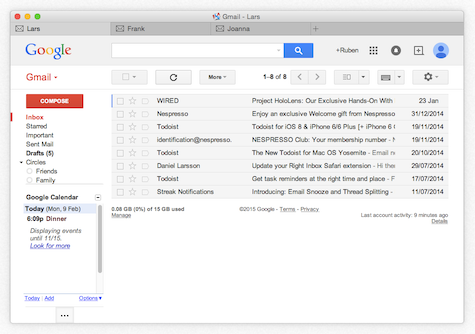 Gmail - Lars
Lars
Frank
Joanna
Google
+Ruben
Gmail
More
1–8 of 8
COMPOSE
Inbox
Starred
Important
Sent Mail
Drafts (5)
Circles
Friends
Family
WIRED Project HoloLens: Our Exclusive Hands-On With 23 Jan
Nespresso Enjoy an exclusive Welcome gift from Nespresso 31/12/2014
Todoist Todoist for iOS 8 & iPhone 6/6 Plus [+ iPhone 6 31/12/2014
identification@nespresso. NESPRESSO Club: Your membership number - N 19/11/2014
Todoist The New Todoist for Mac OS Yosemite - Email n 20/10/2014
Daniel Larsson Update your Right Inbox Safari extension - Hi the 29/07/2014
Todoist Get task reminders at the right time and place - F 17/07/2014
Streak Notifications Introducing: Email Snooze and Thread Splitting - 11/07/2014
Google Calendar
Today (Mon, 9 Feb)
6:09p Dinner
Displaying events
until 11/15.
Look for more
Today | Add Options
0.08 GB (0%) of 15 GB used
Manage
©2015 Google - Terms - Privacy
Last account activity: 9 minutes ago
Details